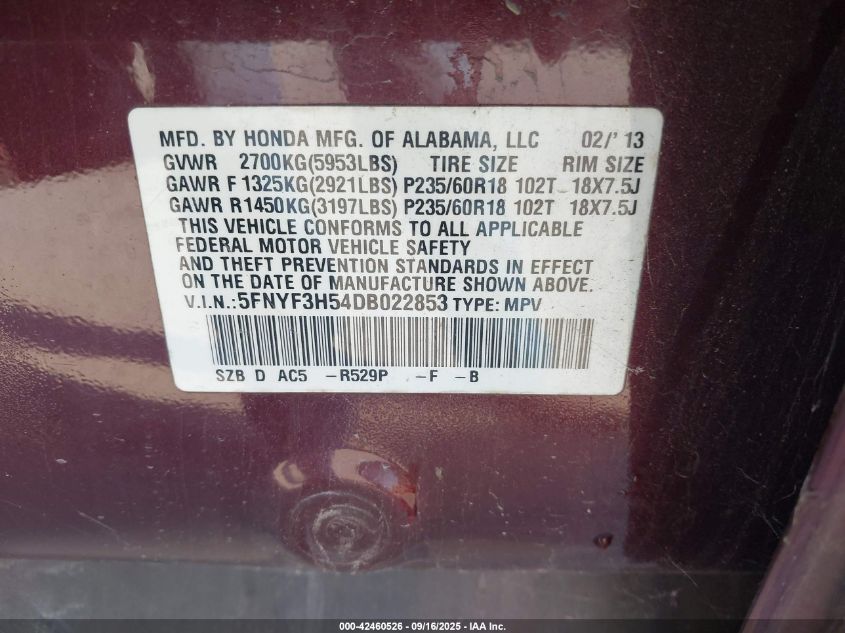 MFD. BY HONDA MFG. OF ALABAMA, LLC 02/'13
GVWR 2700KG(5953LBS) TIRE SIZE RIM SIZE
GAWR F 1325KG(2921LBS) P235/60R18 102T 18X7.5J
GAWR R1450KG(3197LBS) P235/60R18 102T 18X7.5J
THIS VEHICLE CONFORMS TO ALL APPLICABLE
FEDERAL MOTOR VEHICLE SAFETY
AND THEFT PREVENTION STANDARDS IN EFFECT
ON THE DATE OF MANUFACTURE SHOWN ABOVE.
V.I.N.:5FNYF3H54DB022853 TYPE: MPV
SZB D AC5 -R529P -F -B
000-42460526 - 09/16/2025 - IAA Inc.